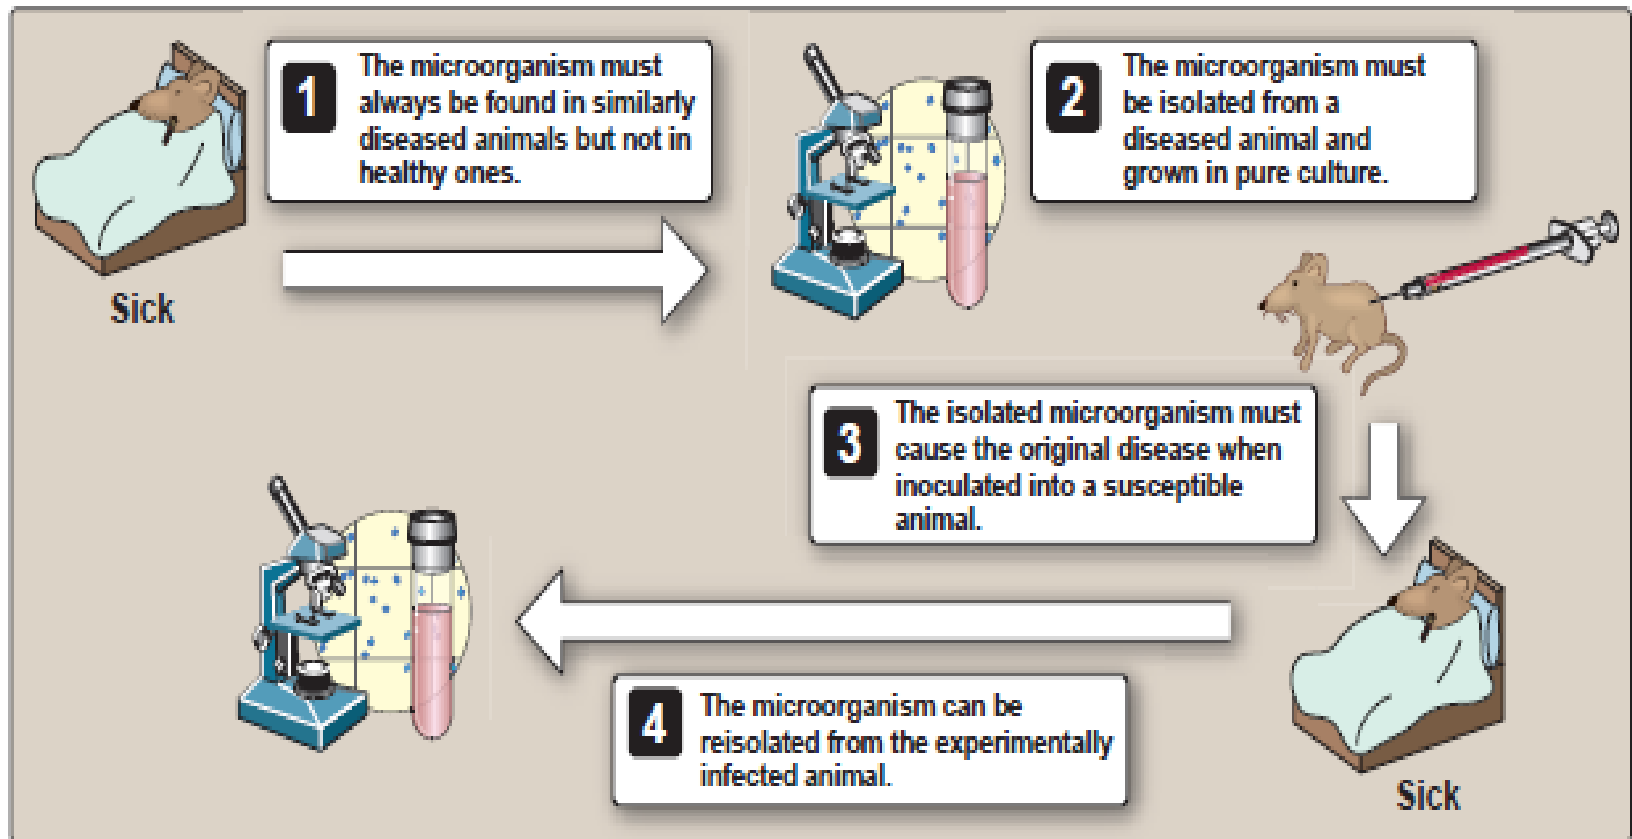 1
The microorganism must
always be found in similarly
diseased animals but not in
healthy ones.
Sick
2
The microorganism must
be isolated from a
diseased animal and
grown in pure culture.
3
The isolated microorganism must
cause the original disease when
inoculated into a susceptible
animal.
Sick
4
The microorganism can be
reisolated from the experimentally
infected animal.